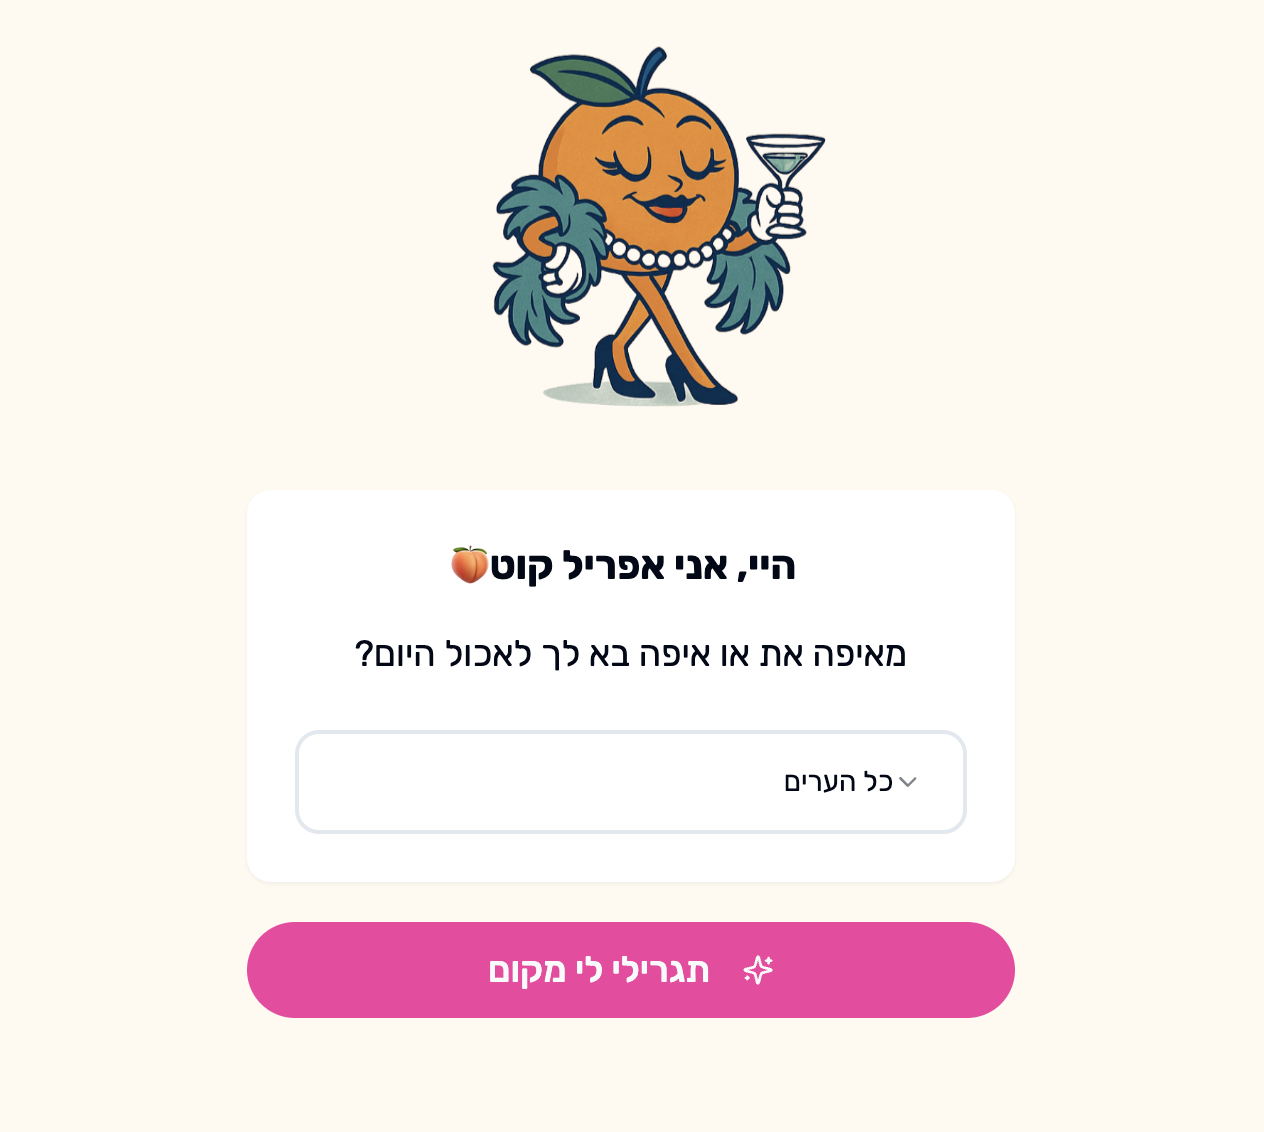 היי, אני אפריל קוט🍑
מאיפה את או איפה בא לך לאכול היום?
כל הערים
תגרילי לי מקום